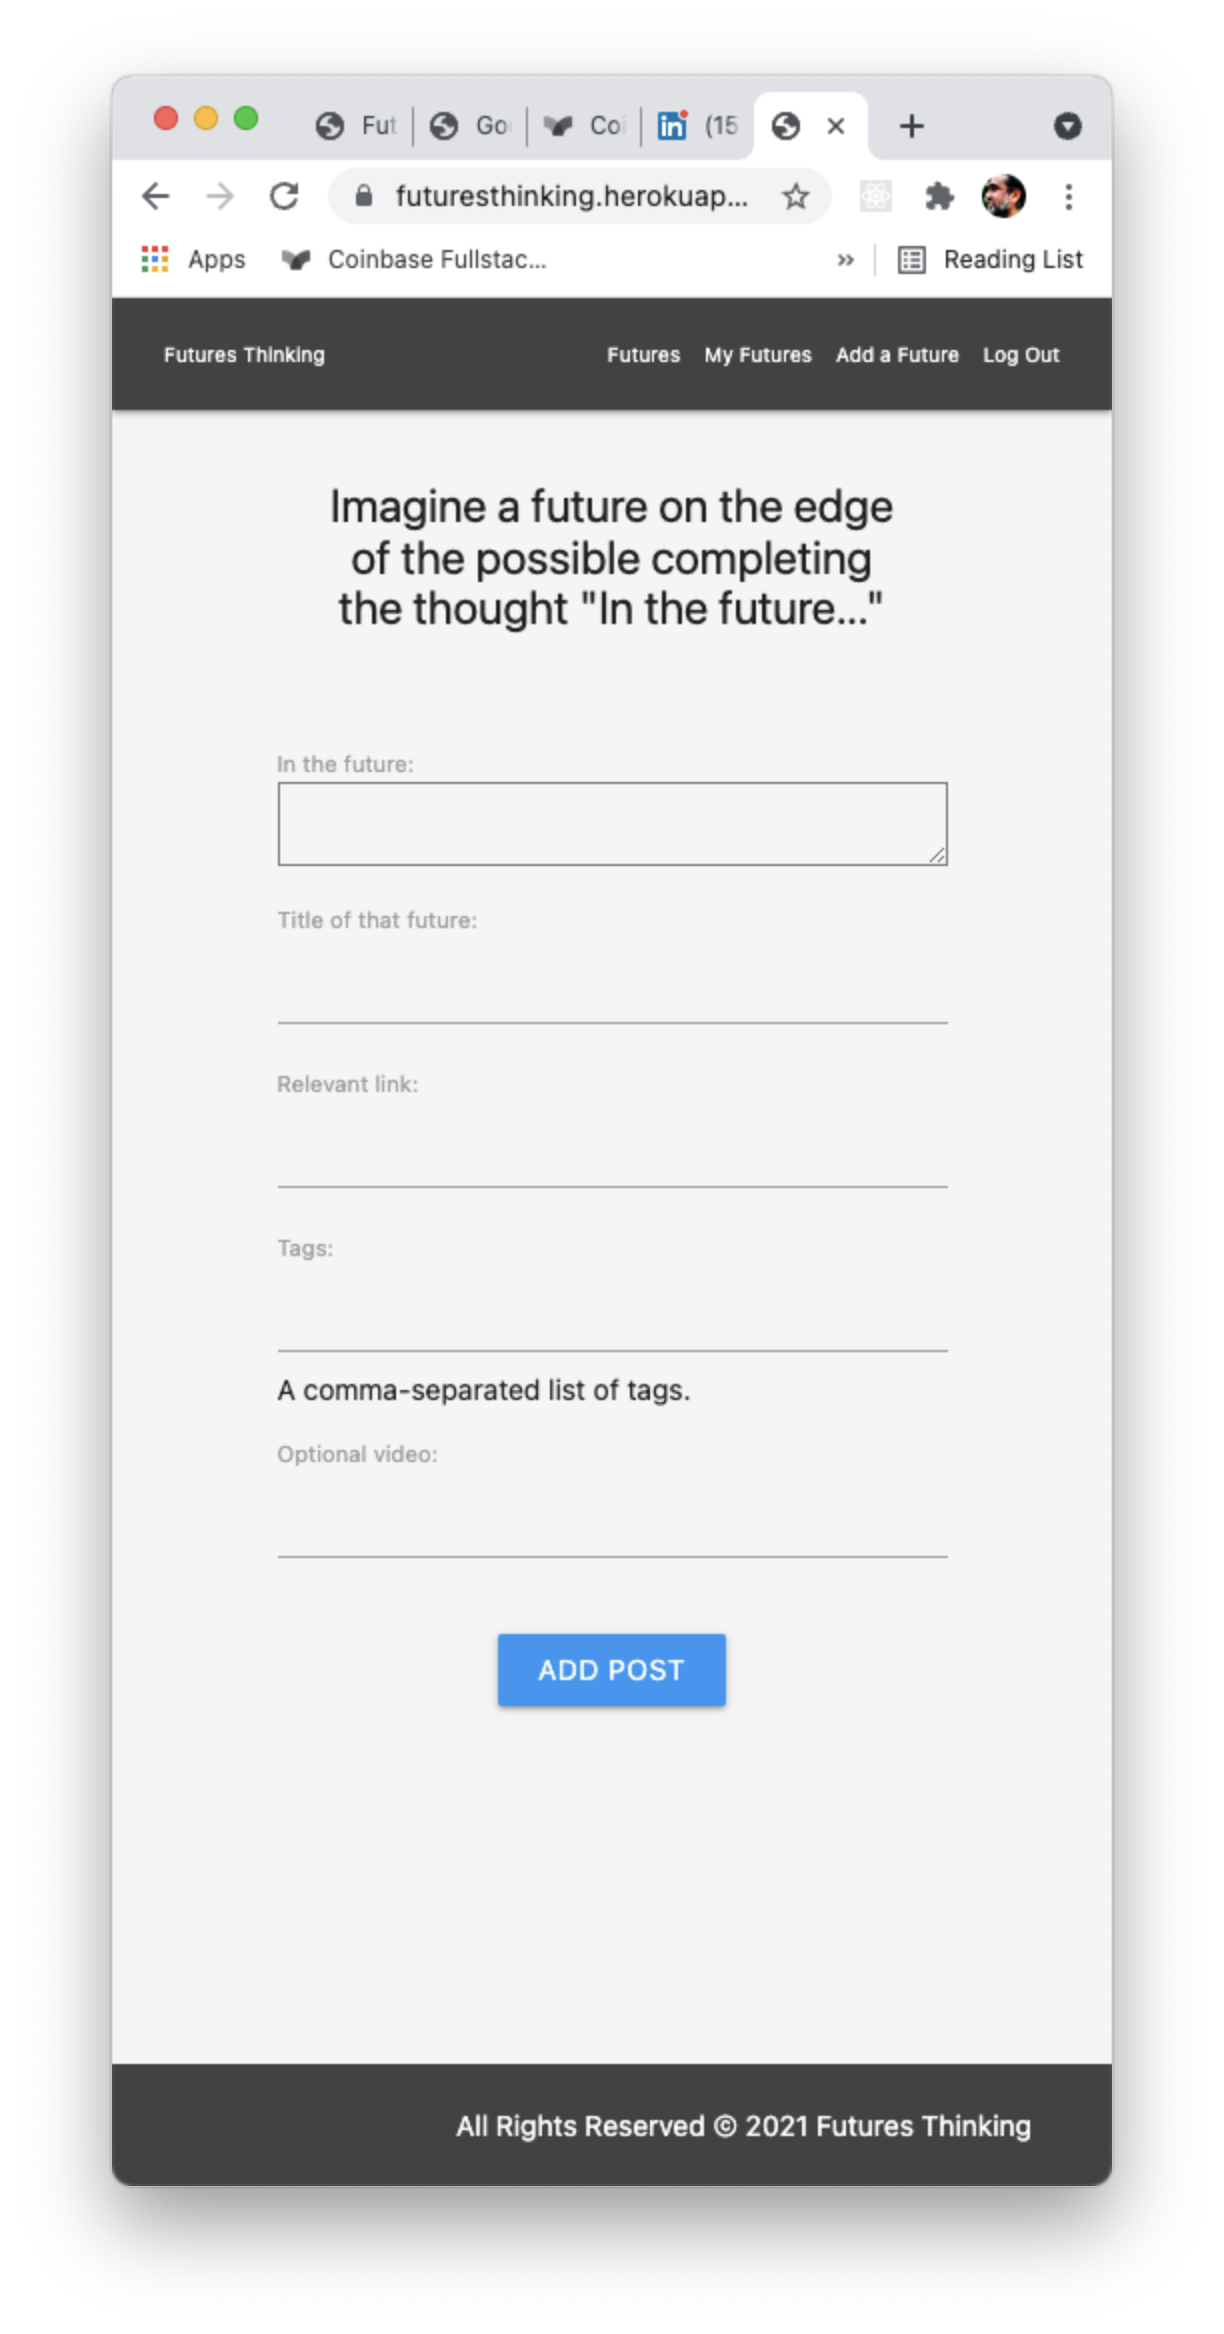 Fut
Go
Co
in
(15
futuresthinking.herokuap...
Apps
Coinbase Fullstac...
»
Reading List
Futures Thinking
Futures My Futures Add a Future Log Out
Imagine a future on the edge
of the possible completing
the thought "In the future..."
In the future:
Title of that future:
Relevant link:
Tags:
A comma-separated list of tags.
Optional video:
ADD POST
All Rights Reserved © 2021 Futures Thinking